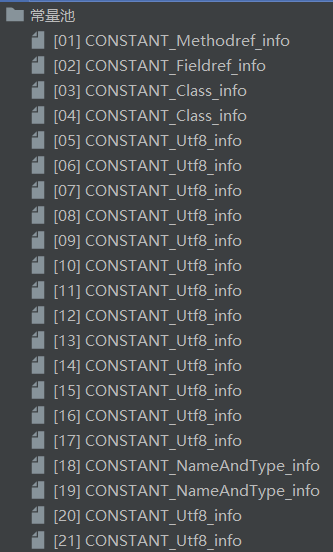 常量池
[01] CONSTANT_Methodref_info
[02] CONSTANT_Fieldref_info
[03] CONSTANT_Class_info
[04] CONSTANT_Class_info
[05] CONSTANT_Utf8_info
[06] CONSTANT_Utf8_info
[07] CONSTANT_Utf8_info
[08] CONSTANT_Utf8_info
[09] CONSTANT_Utf8_info
[10] CONSTANT_Utf8_info
[11] CONSTANT_Utf8_info
[12] CONSTANT_Utf8_info
[13] CONSTANT_Utf8_info
[14] CONSTANT_Utf8_info
[15] CONSTANT_Utf8_info
[16] CONSTANT_Utf8_info
[17] CONSTANT_Utf8_info
[18] CONSTANT_NameAndType_info
[19] CONSTANT_NameAndType_info
[20] CONSTANT_Utf8_info
[21] CONSTANT_Utf8_info